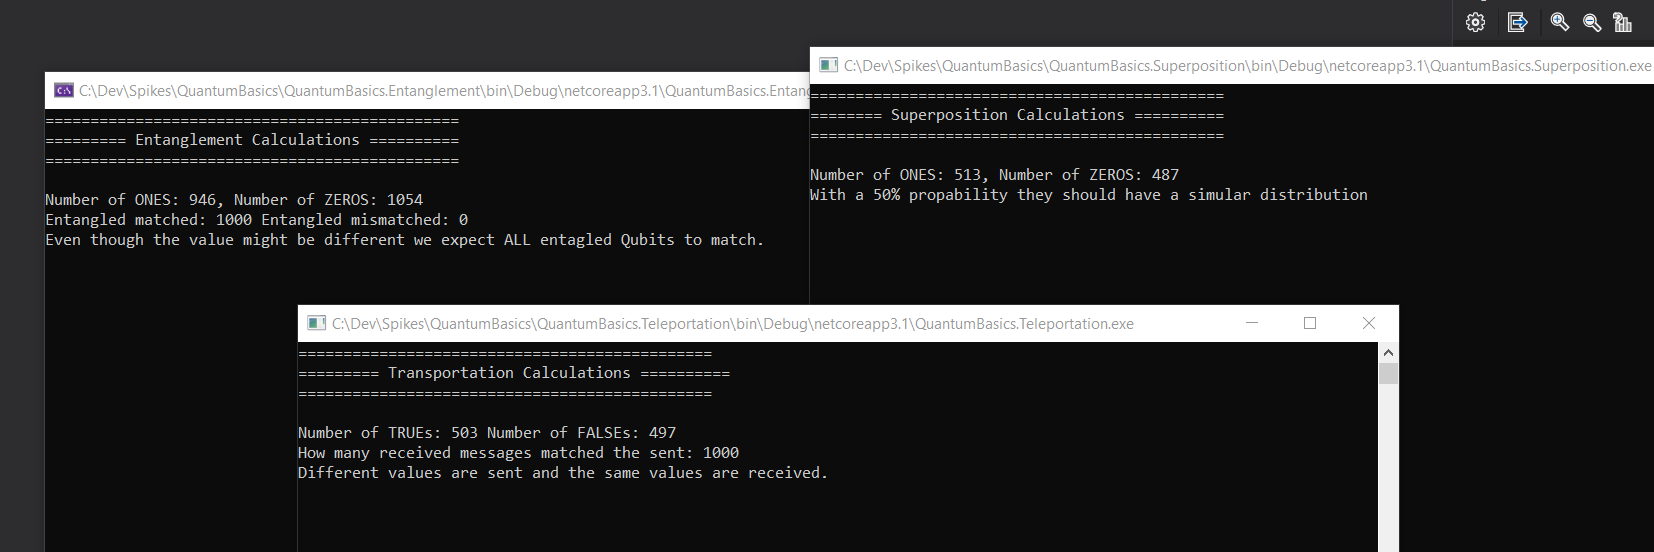 C:\Dev\Spikes\QuantumBasics\QuantumBasics.Entanglement\bin\Debug\netcoreapp3.1\QuantumBasics.Entang
==============================================
========= Entanglement Calculations ==========
==============================================
Number of ONES: 946, Number of ZEROS: 1054
Entangled matched: 1000 Entangled mismatched: 0
Even though the value might be different we expect ALL entagled Qubits to match.
C:\Dev\Spikes\QuantumBasics\QuantumBasics.Superposition\bin\Debug\netcoreapp3.1\QuantumBasics.Superposition.exe
==============================================
======== Superposition Calculations ==========
==============================================
Number of ONES: 513, Number of ZEROS: 487
With a 50% propability they should have a simular distribution
C:\Dev\Spikes\QuantumBasics\QuantumBasics.Teleportation\bin\Debug\netcoreapp3.1\QuantumBasics.Teleportation.exe
==============================================
========= Transportation Calculations ==========
==============================================
Number of TRUEs: 503 Number of FALSEs: 497
How many received messages matched the sent: 1000
Different values are sent and the same values are received.